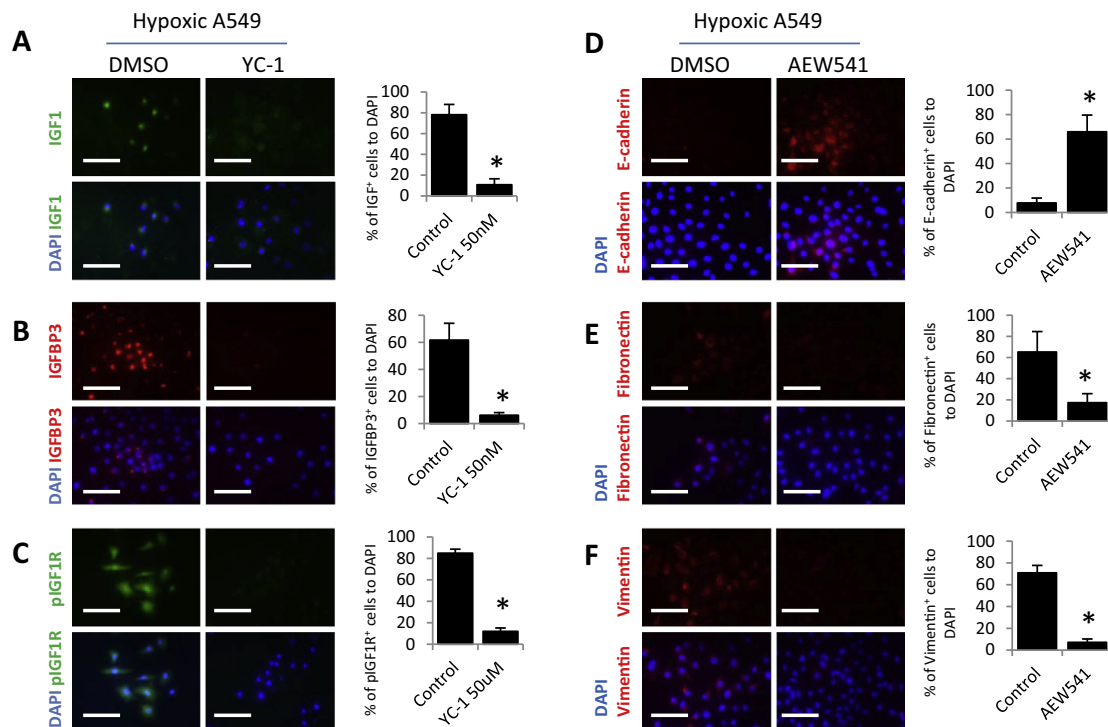 A
Hypoxic A549
DMSO YC-1
IGF1
DAPI IGF1
% of IGF⁺ cells to DAPI
100
80
60
40
20
0
*
Control
YC-1 50nM
B
IGFBP3
DAPI IGFBP3
% of IGFBP3⁺ cells to DAPI
80
60
40
20
0
*
Control
YC-1 50nM
C
pIGF1R
DAPI pIGF1R
% of pIGF1R⁺ cells to DAPI
100
80
60
40
20
0
*
Control
YC-1 50uM
D
Hypoxic A549
DMSO AEW541
E-cadherin
DAPI
E-cadherin
% of E-cadherin⁺ cells to
DAPI
100
80
60
40
20
0
*
Control
AEW541
E
Fibronectin
DAPI
Fibronectin
% of Fibronectin⁺ cells
to DAPI
100
80
60
40
20
0
*
Control
AEW541
F
Vimentin
DAPI
Vimentin
% of Vimentin⁺ cells to
DAPI
100
80
60
40
20
0
*
Control
AEW541